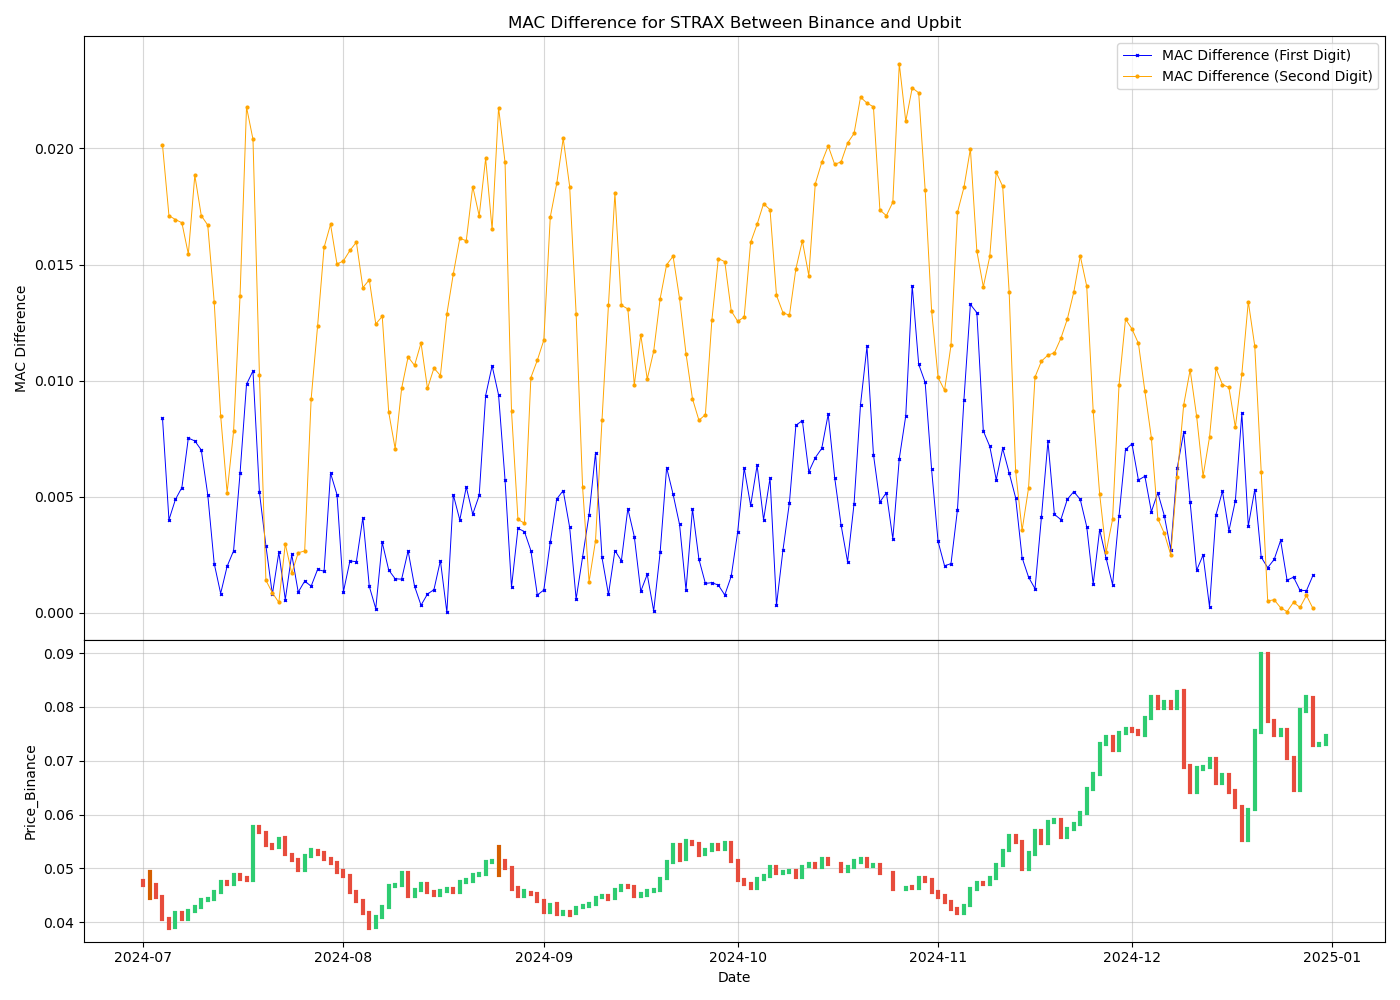 MAC Difference for STRAX Between Binance and Upbit
MAC Difference (First Digit)
MAC Difference (Second Digit)
MAC Difference
0.020
0.015
0.010
0.005
0.000
Price_Binance
0.09
0.08
0.07
0.06
0.05
0.04
2024-07 2024-08 2024-09 2024-10 2024-11 2024-12 2025-01
Date